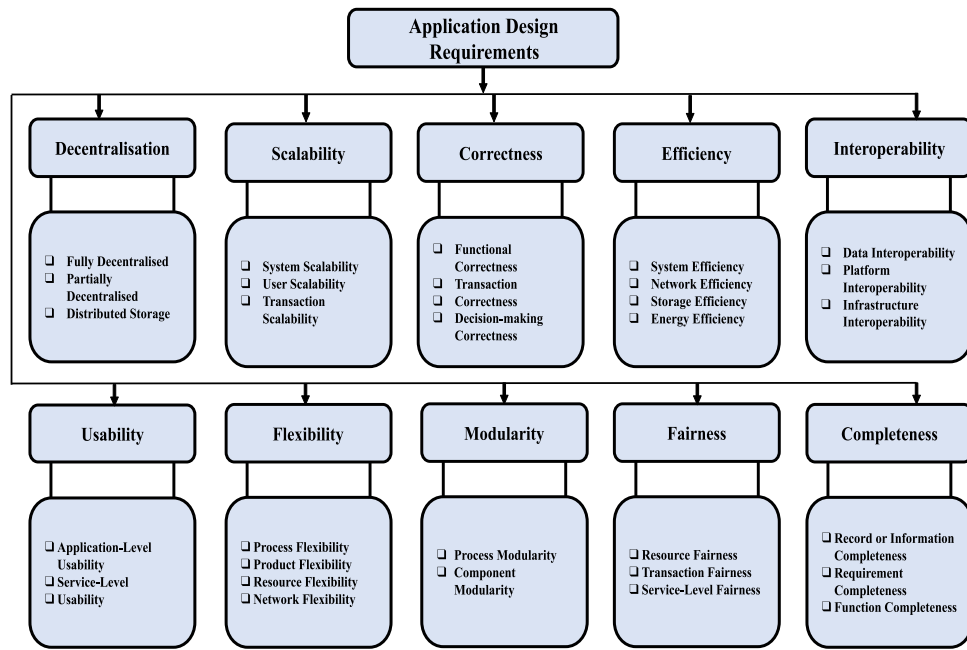 Application Design
Requirements
Decentralisation
Scalability
Correctness
Efficiency
Interoperability
❑ Fully Decentralised
❑ Partially
Decentralised
❑ Distributed Storage
❑ System Scalability
❑ User Scalability
❑ Transaction
Scalability
❑ Functional
Correctness
❑ Transaction
❑ Correctness
❑ Decision-making
Correctness
❑ System Efficiency
❑ Network Efficiency
❑ Storage Efficiency
❑ Energy Efficiency
❑ Data Interoperability
❑ Platform
Interoperability
❑ Infrastructure
Interoperability
Usability
Flexibility
Modularity
Fairness
Completeness
❑ Application-Level
Usability
❑ Service-Level
❑ Usability
❑ Process Flexibility
❑ Product Flexibility
❑ Resource Flexibility
❑ Network Flexibility
❑ Process Modularity
❑ Component
Modularity
❑ Resource Fairness
❑ Transaction Fairness
❑ Service-Level Fairness
❑ Record or Information
Completeness
❑ Requirement
Completeness
❑ Function Completeness